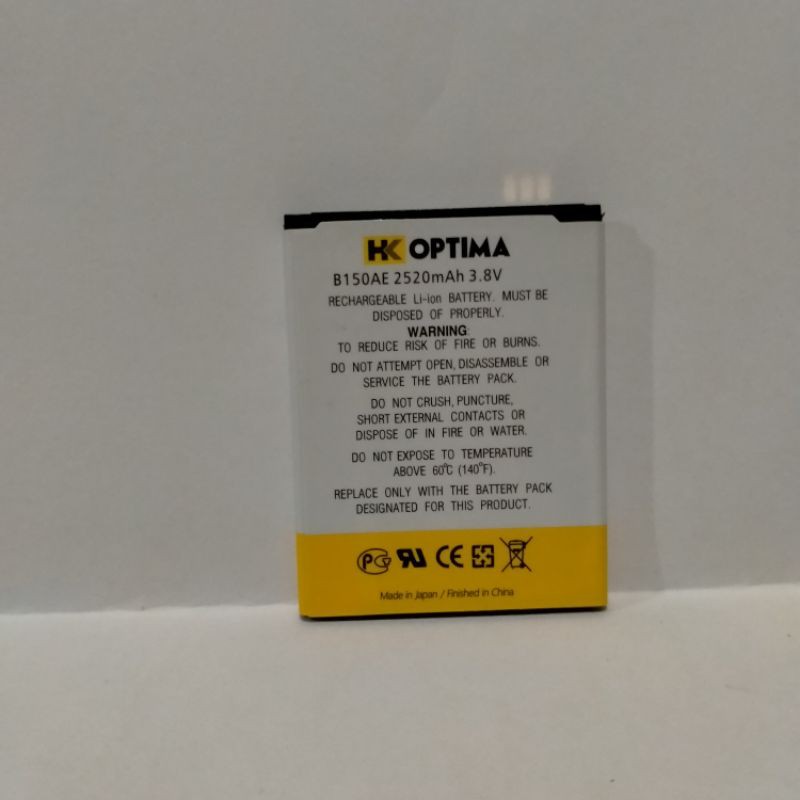 HK OPTIMA
B150AE 2520mAh 3.8V
RECHARGEABLE Li-ion BATTERY. MUST BE
DISPOSED OF PROPERLY.
WARNING:
TO REDUCE RISK OF FIRE OR BURNS.
DO NOT ATTEMPT OPEN, DISASSEMBLE OR
SERVICE THE BATTERY PACK.
DO NOT CRUSH, PUNCTURE,
SHORT EXTERNAL CONTACTS OR
DISPOSE OF IN FIRE OR WATER.
DO NOT EXPOSE TO TEMPERATURE
ABOVE 60°C (140°F).
REPLACE ONLY WITH THE BATTERY PACK
DESIGNATED FOR THIS PRODUCT.
CE
Made in Japan / Finished in China